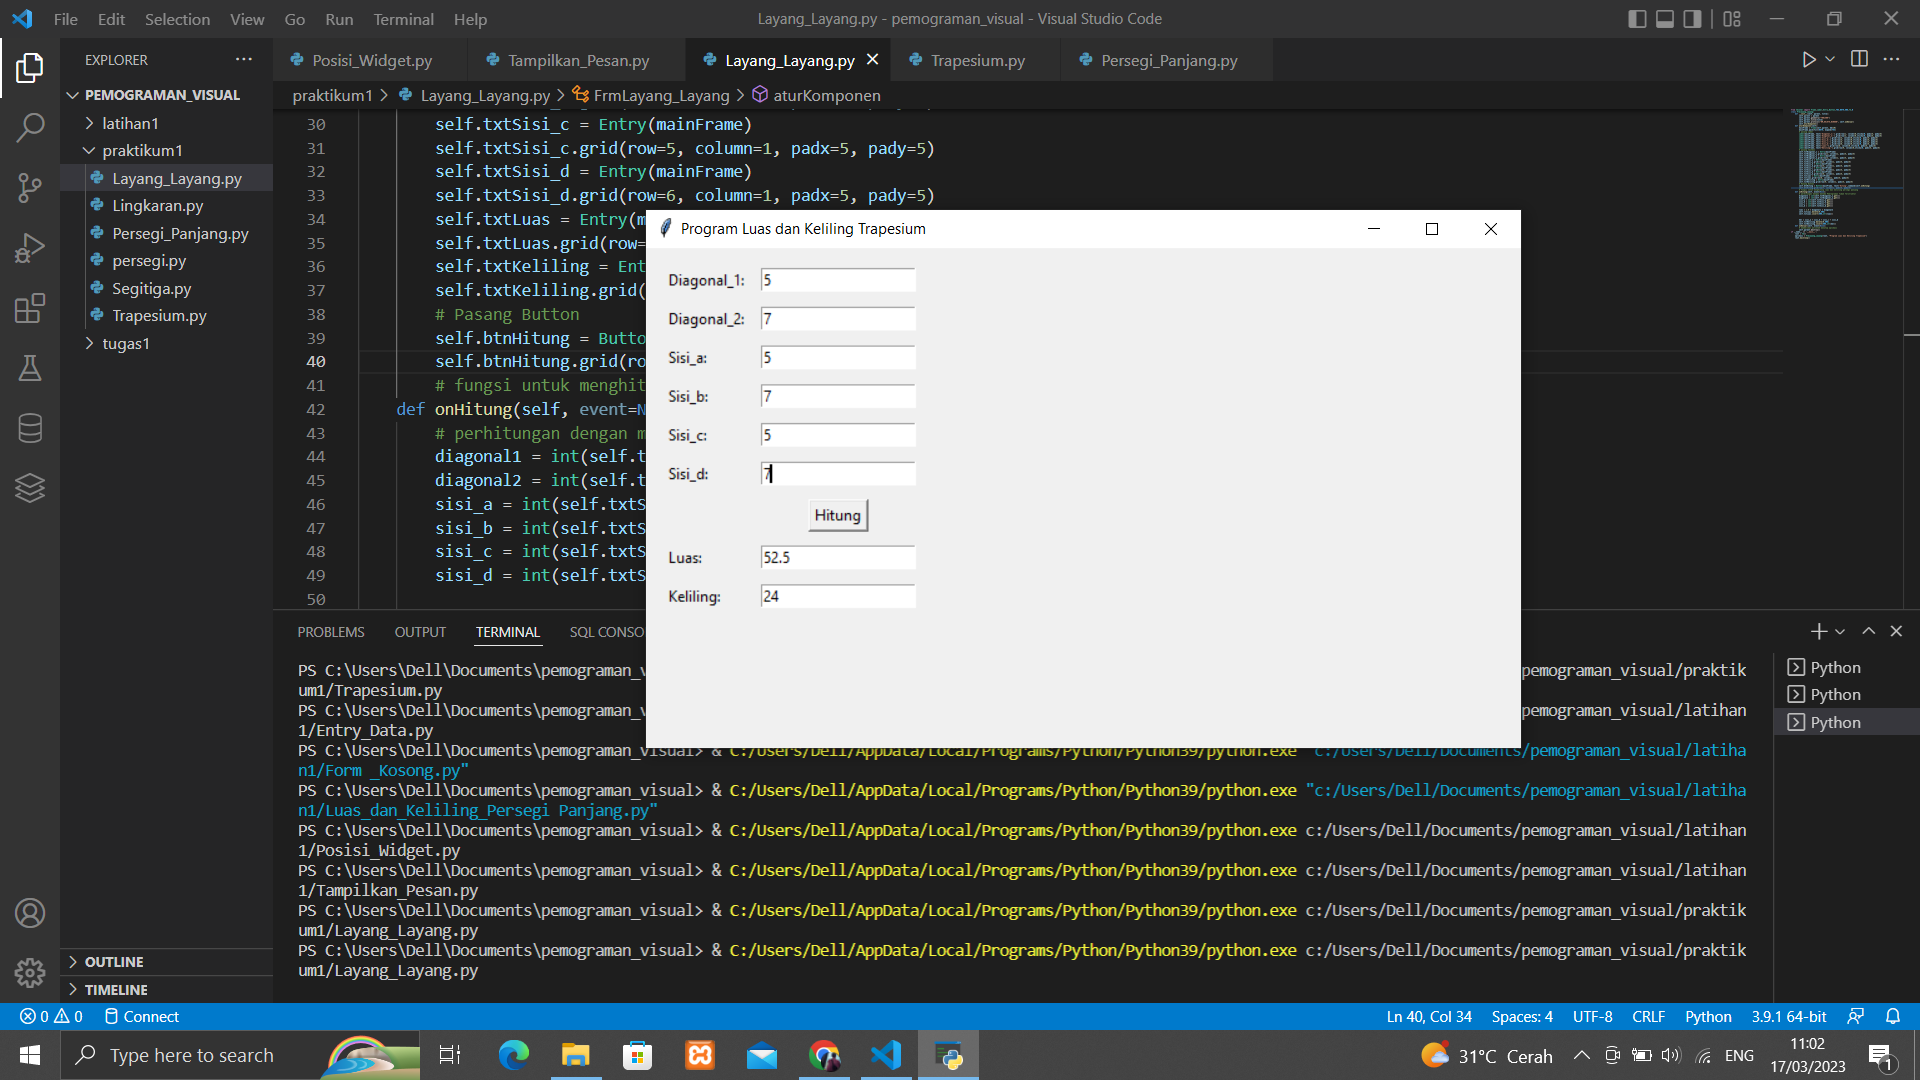 File Edit Selection View Go Run Terminal Help
Layang_Layang.py - pemograman_visual - Visual Studio Code
EXPLORER
PEMOGRAMAN_VISUAL
latihan1
praktikum1
Layang_Layang.py
Lingkaran.py
Persegi_Panjang.py
persegi.py
Segitiga.py
Trapesium.py
tugas1
OUTLINE
TIMELINE
Posisi_Widget.py Tampilkan_Pesan.py Layang_Layang.py Trapesium.py Persegi_Panjang.py
praktikum1 > Layang_Layang.py > FrmLayang_Layang > aturKomponen
30 self.txtSisi_c = Entry(mainFrame)
31 self.txtSisi_c.grid(row=5, column=1, padx=5, pady=5)
32 self.txtSisi_d = Entry(mainFrame)
33 self.txtSisi_d.grid(row=6, column=1, padx=5, pady=5)
34 self.txtLuas = Entry(m
35 self.txtLuas.grid(row=
36 self.txtKeliling = Ent
37 self.txtKeliling.grid(
38 # Pasang Button
39 self.btnHitung = Butto
40 self.btnHitung.grid(ro
41 # fungsi untuk menghit
42 def onHitung(self, event=N
43 # perhitungan dengan m
44 diagonal1 = int(self.t
45 diagonal2 = int(self.t
46 sisi_a = int(self.txtS
47 sisi_b = int(self.txtS
48 sisi_c = int(self.txtS
49 sisi_d = int(self.txtS
50
Program Luas dan Keliling Trapesium
Diagonal_1: 5
Diagonal_2: 7
Sisi_a: 5
Sisi_b: 7
Sisi_c: 5
Sisi_d: 7
Hitung
Luas: 52.5
Keliling: 24
PROBLEMS OUTPUT TERMINAL SQL CONSO
PS C:\Users\Dell\Documents\pemograman_v pemograman_visual/praktik
um1/Trapesium.py
PS C:\Users\Dell\Documents\pemograman_v pemograman_visual/latihan
1/Entry_Data.py
PS C:\Users\Dell\Documents\pemograman_visual> & C:/Users/Dell/AppData/Local/Programs/Python/Python39/python.exe "c:/Users/Dell/Documents/pemograman_visual/latiha
n1/Form _Kosong.py"
PS C:\Users\Dell\Documents\pemograman_visual> & C:/Users/Dell/AppData/Local/Programs/Python/Python39/python.exe "c:/Users/Dell/Documents/pemograman_visual/latiha
n1/Luas_dan_Keliling_Persegi Panjang.py"
PS C:\Users\Dell\Documents\pemograman_visual> & C:/Users/Dell/AppData/Local/Programs/Python/Python39/python.exe c:/Users/Dell/Documents/pemograman_visual/latihan
1/Posisi_Widget.py
PS C:\Users\Dell\Documents\pemograman_visual> & C:/Users/Dell/AppData/Local/Programs/Python/Python39/python.exe c:/Users/Dell/Documents/pemograman_visual/latihan
1/Tampilkan_Pesan.py
PS C:\Users\Dell\Documents\pemograman_visual> & C:/Users/Dell/AppData/Local/Programs/Python/Python39/python.exe c:/Users/Dell/Documents/pemograman_visual/praktik
um1/Layang_Layang.py
PS C:\Users\Dell\Documents\pemograman_visual> & C:/Users/Dell/AppData/Local/Programs/Python/Python39/python.exe c:/Users/Dell/Documents/pemograman_visual/praktik
um1/Layang_Layang.py
Python
Python
Python
0 0 Connect
Ln 40, Col 34 Spaces: 4 UTF-8 CRLF Python 3.9.1 64-bit
Type here to search
31°C Cerah
ENG
11:02
17/03/2023
1